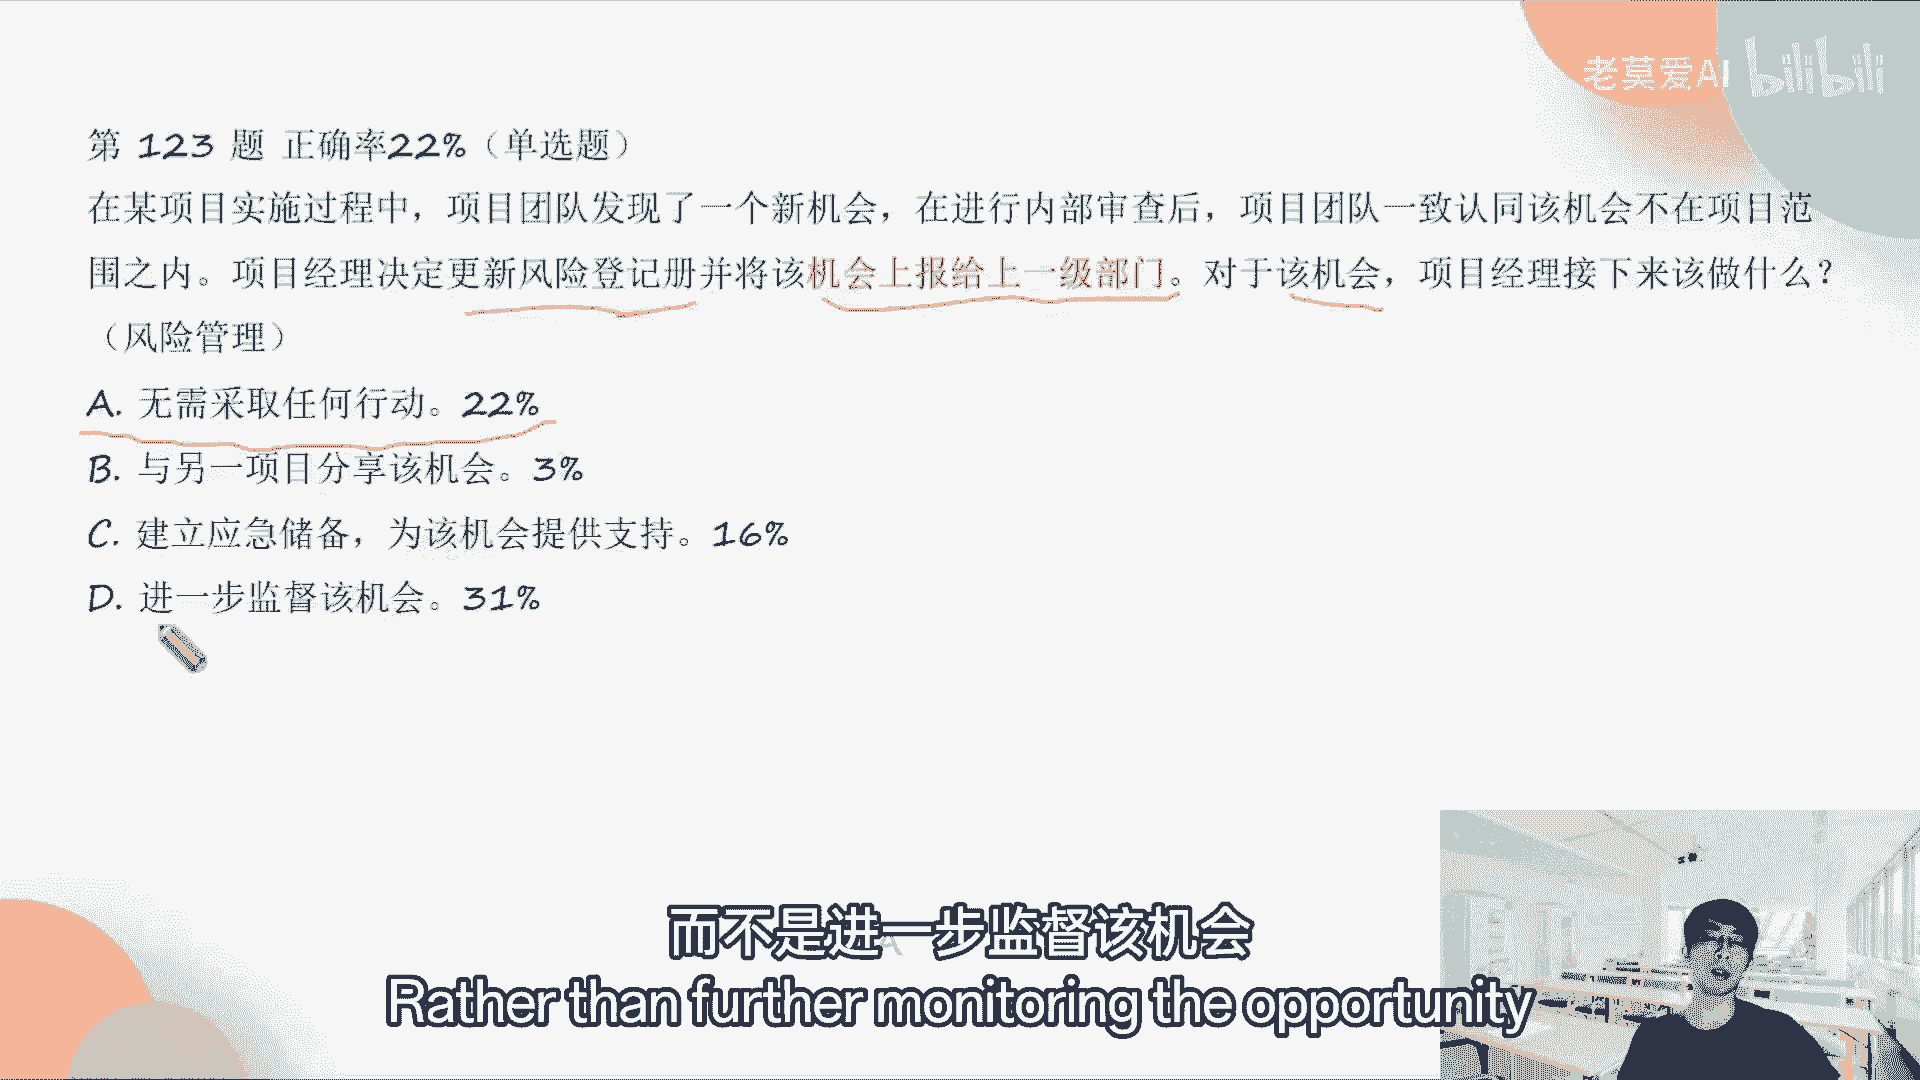 老莫爱AI bilibili
第 123 题 正确率22%（单选题）
在某项目实施过程中，项目团队发现了一个新机会，在进行内部审查后，项目团队一致认同该机会不在项目范
围之内。项目经理决定更新风险登记册并将该机会上报给上一级部门。对于该机会，项目经理接下来该做什么？
（风险管理）
A. 无需采取任何行动。22%
B. 与另一项目分享该机会。3%
C. 建立应急储备，为该机会提供支持。16%
D. 进一步监督该机会。31%
而不是进一步监督该机会
Rather than further monitoring the opportunity